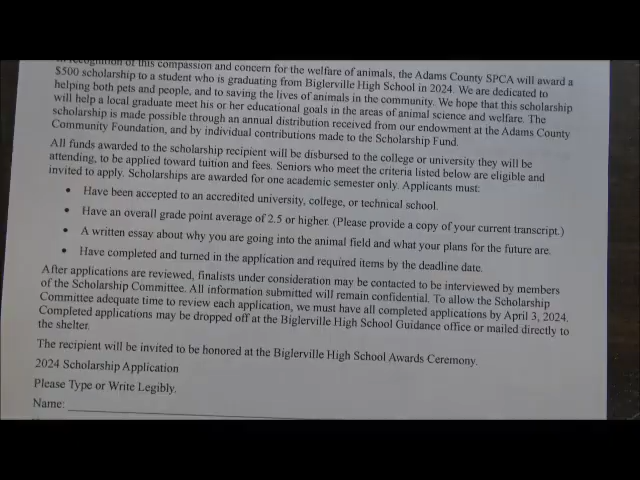 In recognition of this compassion and concern for the welfare of animals, the Adams County SPCA will award a
$500 scholarship to a student who is graduating from Biglerville High School in 2024. We are dedicated to
helping both pets and people, and to saving the lives of animals in the community. We hope that this scholarship
will help a local graduate meet his or her educational goals in the areas of animal science and welfare. The
scholarship is made possible through an annual distribution received from our endowment at the Adams County
Community Foundation, and by individual contributions made to the Scholarship Fund.
All funds awarded to the scholarship recipient will be disbursed to the college or university they will be
attending, to be applied toward tuition and fees. Seniors who meet the criteria listed below are eligible and
invited to apply. Scholarships are awarded for one academic semester only. Applicants must:
• Have been accepted to an accredited university, college, or technical school.
• Have an overall grade point average of 2.5 or higher. (Please provide a copy of your current transcript.)
• A written essay about why you are going into the animal field and what your plans for the future are.
• Have completed and turned in the application and required items by the deadline date.
After applications are reviewed, finalists under consideration may be contacted to be interviewed by members
of the Scholarship Committee. All information submitted will remain confidential. To allow the Scholarship
Committee adequate time to review each application, we must have all completed applications by April 3, 2024.
Completed applications may be dropped off at the Biglerville High School Guidance office or mailed directly to
the shelter.
The recipient will be invited to be honored at the Biglerville High School Awards Ceremony.
2024 Scholarship Application
Please Type or Write Legibly.
Name: